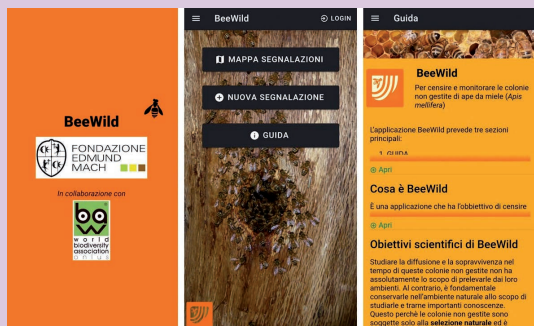 BeeWild
FONDAZIONE
EDMUND
MACH
In collaborazione con
world
biodiversity
association
onlus
BeeWild
LOGIN
MAPPA SEGNALAZIONI
NUOVA SEGNALAZIONE
GUIDA
Guida
BeeWild
Per censire e monitorare le colonie
non gestite di ape da miele (Apis
mellifera)
L'applicazione BeeWild prevede tre sezioni
principali:
1. GUIDA
Apri
Cosa è BeeWild
È una applicazione che ha l'obbiettivo di censire
Apri
Obiettivi scientifici di BeeWild
Studiare la diffusione e la sopravvivenza nel
tempo di queste colonie non gestite non ha
assolutamente lo scopo di prelevarle dai loro
ambienti. Al contrario, è fondamentale
conservarle nell'ambiente naturale allo scopo di
studiarle e trarne importanti conoscenze.
Questo perchè le colonie non gestite sono
soggette solo alla selezione naturale ed è